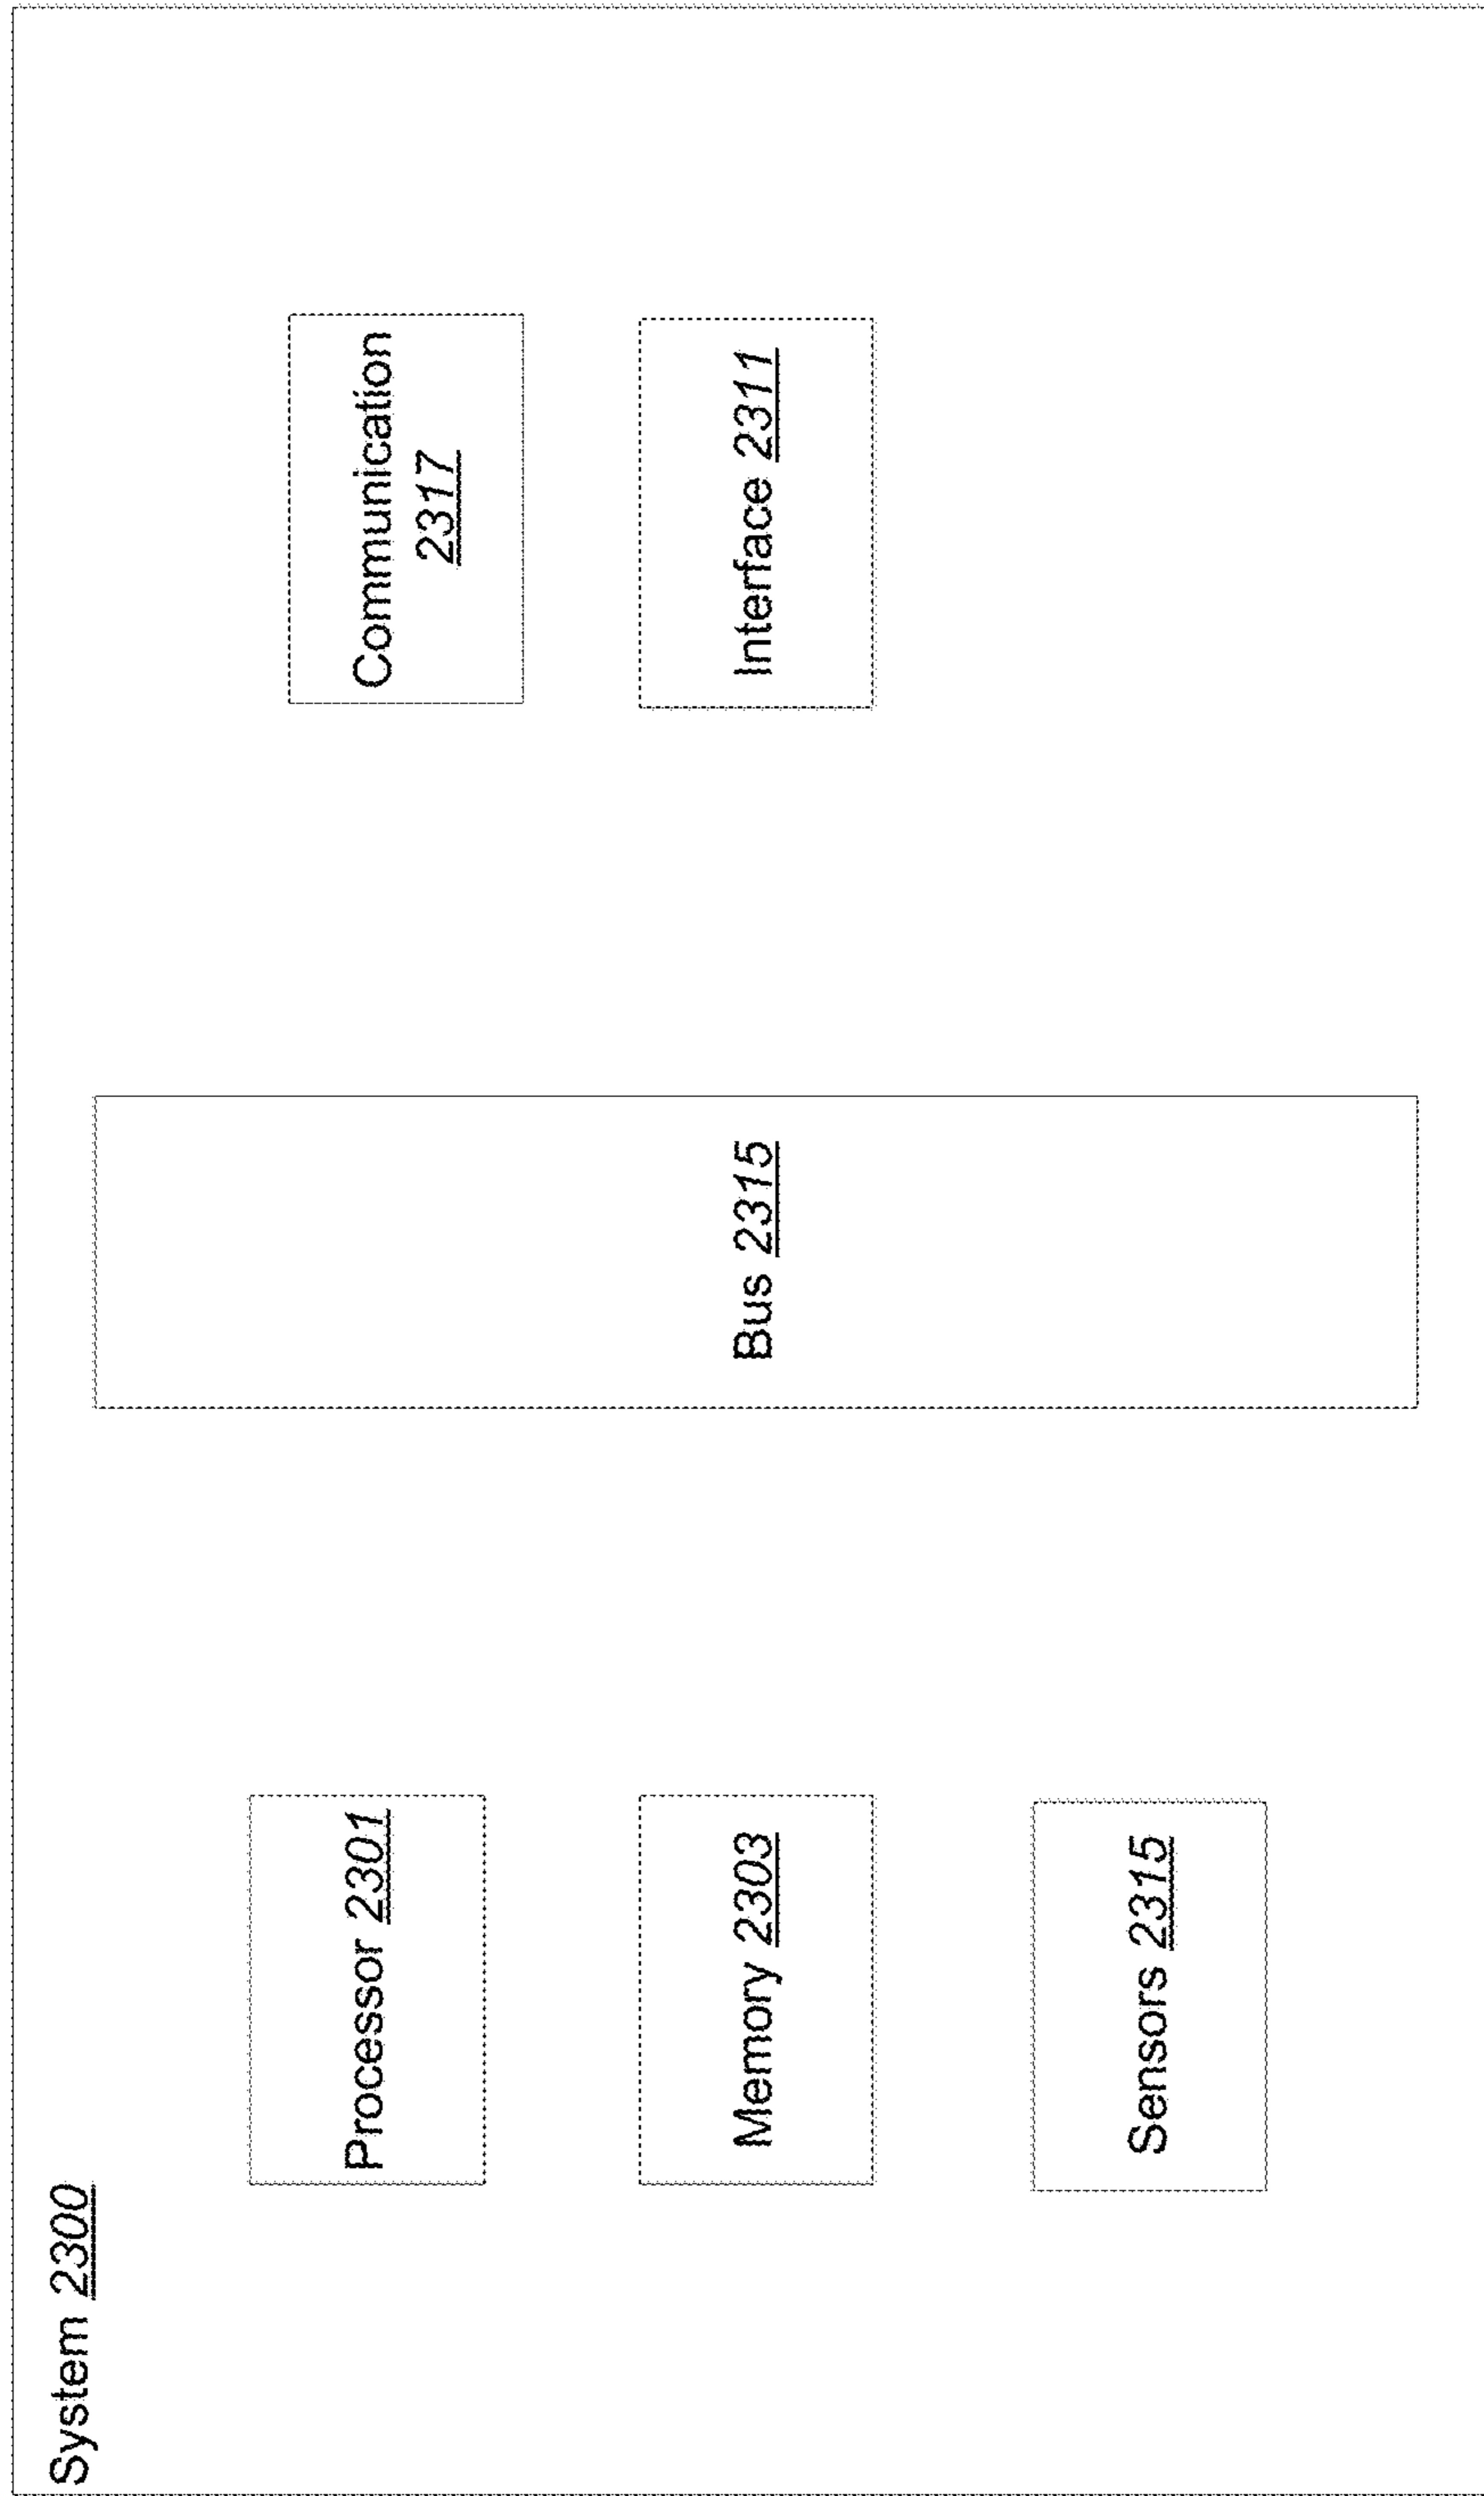 System 2300
Processor 2301
Memory 2303
Sensors 2315
Bus 2315
Communication
2317
Interface 2311